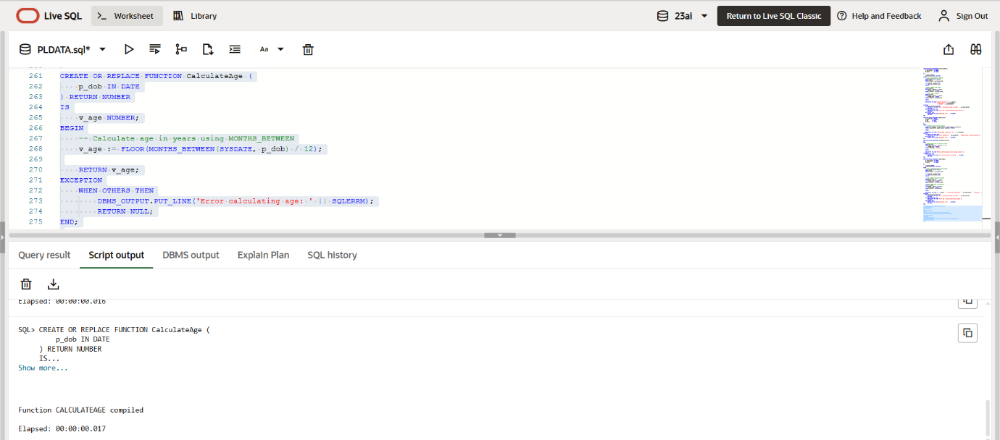 Live SQL
>_ Worksheet
Library
23ai
Return to Live SQL Classic
Help and Feedback
Sign Out
PLDATA.sql*
Aa
261 CREATE OR REPLACE FUNCTION CalculateAge (
262     p_dob IN DATE
263 ) RETURN NUMBER
264 IS
265     v_age NUMBER;
266 BEGIN
267     -- Calculate age in years using MONTHS_BETWEEN
268     v_age := FLOOR(MONTHS_BETWEEN(SYSDATE, p_dob) / 12);
269
270     RETURN v_age;
271 EXCEPTION
272     WHEN OTHERS THEN
273         DBMS_OUTPUT.PUT_LINE('Error calculating age: ' || SQLERRM);
274         RETURN NULL;
275 END;
Query result
Script output
DBMS output
Explain Plan
SQL history
Elapsed: 00:00:00.016
SQL> CREATE OR REPLACE FUNCTION CalculateAge (
         p_dob IN DATE
     ) RETURN NUMBER
     IS...
Show more...
Function CALCULATEAGE compiled
Elapsed: 00:00:00.017